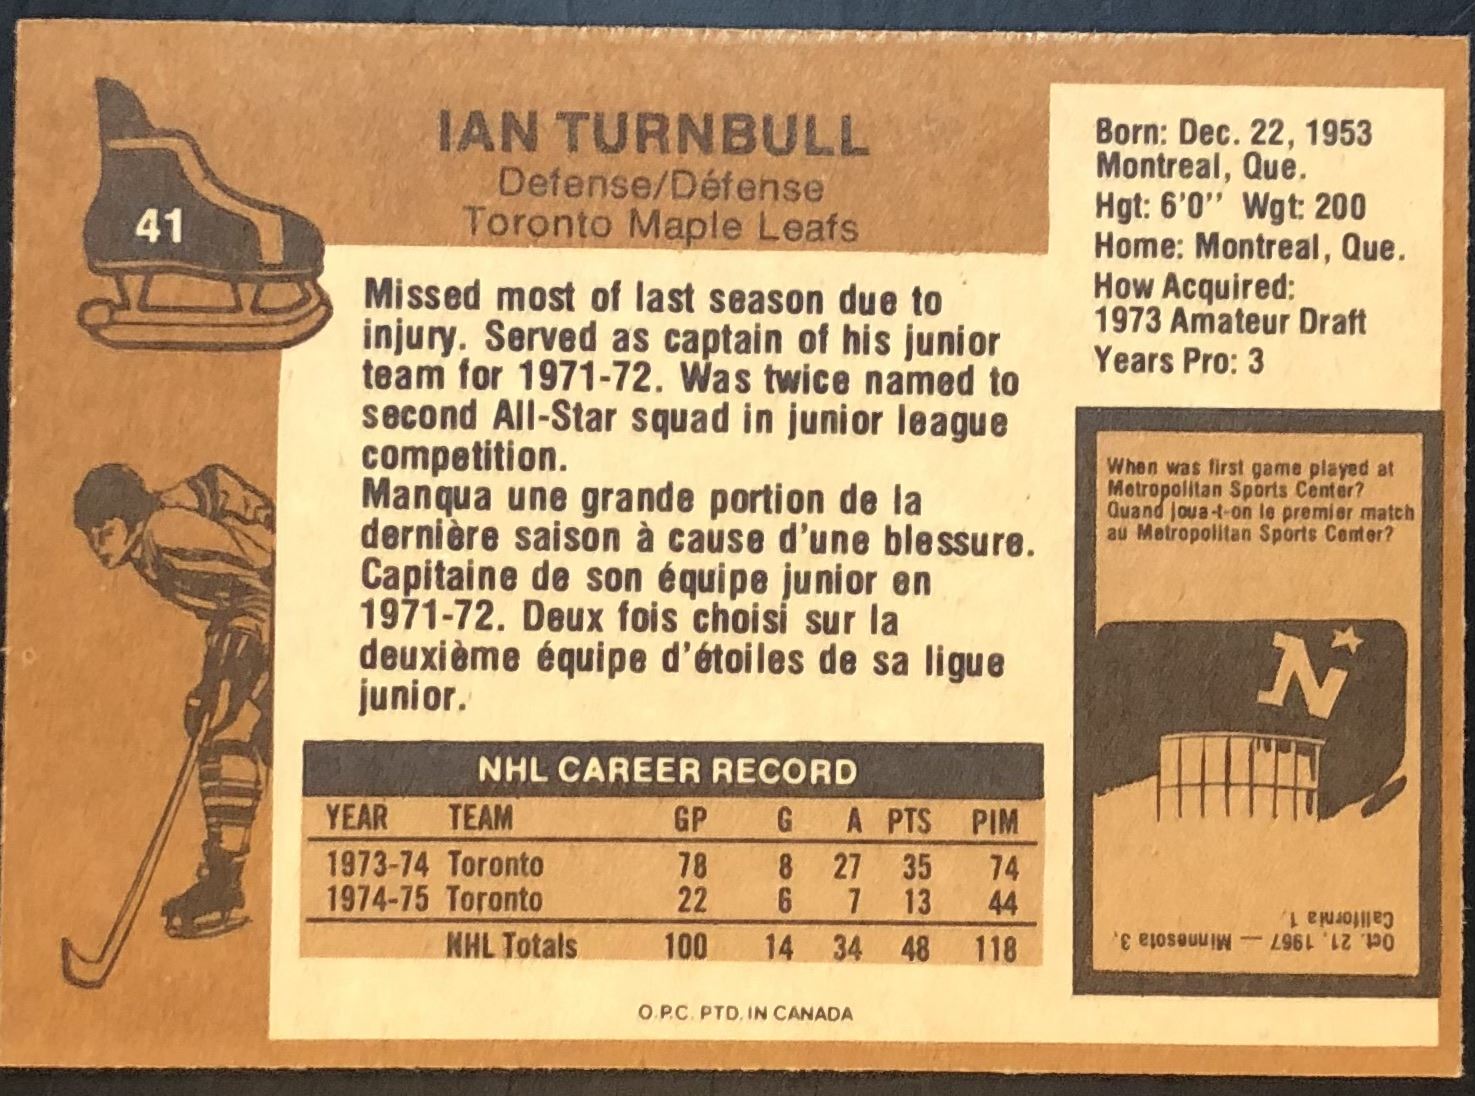 41
IAN TURNBULL
Defense/Défense
Toronto Maple Leafs
Born: Dec. 22, 1953
Montreal, Que.
Hgt: 6'0'' Wgt: 200
Home: Montreal, Que.
How Acquired:
1973 Amateur Draft
Years Pro: 3
Missed most of last season due to
injury. Served as captain of his junior
team for 1971-72. Was twice named to
second All-Star squad in junior league
competition.
Manqua une grande portion de la
dernière saison à cause d'une blessure.
Capitaine de son équipe junior en
1971-72. Deux fois choisi sur la
deuxième équipe d'étoiles de sa ligue
junior.
NHL CAREER RECORD
YEAR TEAM GP G A PTS PIM
1973-74 Toronto 78 8 27 35 74
1974-75 Toronto 22 6 7 13 44
NHL Totals 100 14 34 48 118
O.P.C. PTD. IN CANADA
When was first game played at
Metropolitan Sports Center?
Quand joua-t-on le premier match
au Metropolitan Sports Center?
N
Oct. 21, 1967 — Minnesota 3,
California 1.